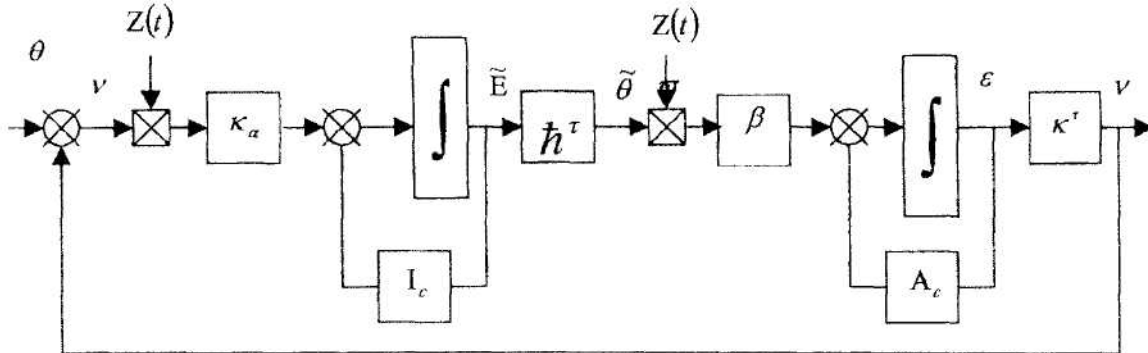 Z(t) Z(t)
θ ν κ_α ∫ Ẽ ℏ^τ θ̃ β ∫ ε κ^τ ν
I_c A_c